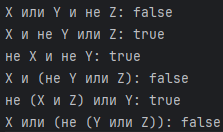 X или Y и не Z: false
X и не Y или Z: true
не X и не Y: true
X и (не Y или Z): false
не (X и Z) или Y: true
X или (не (Y или Z)): false